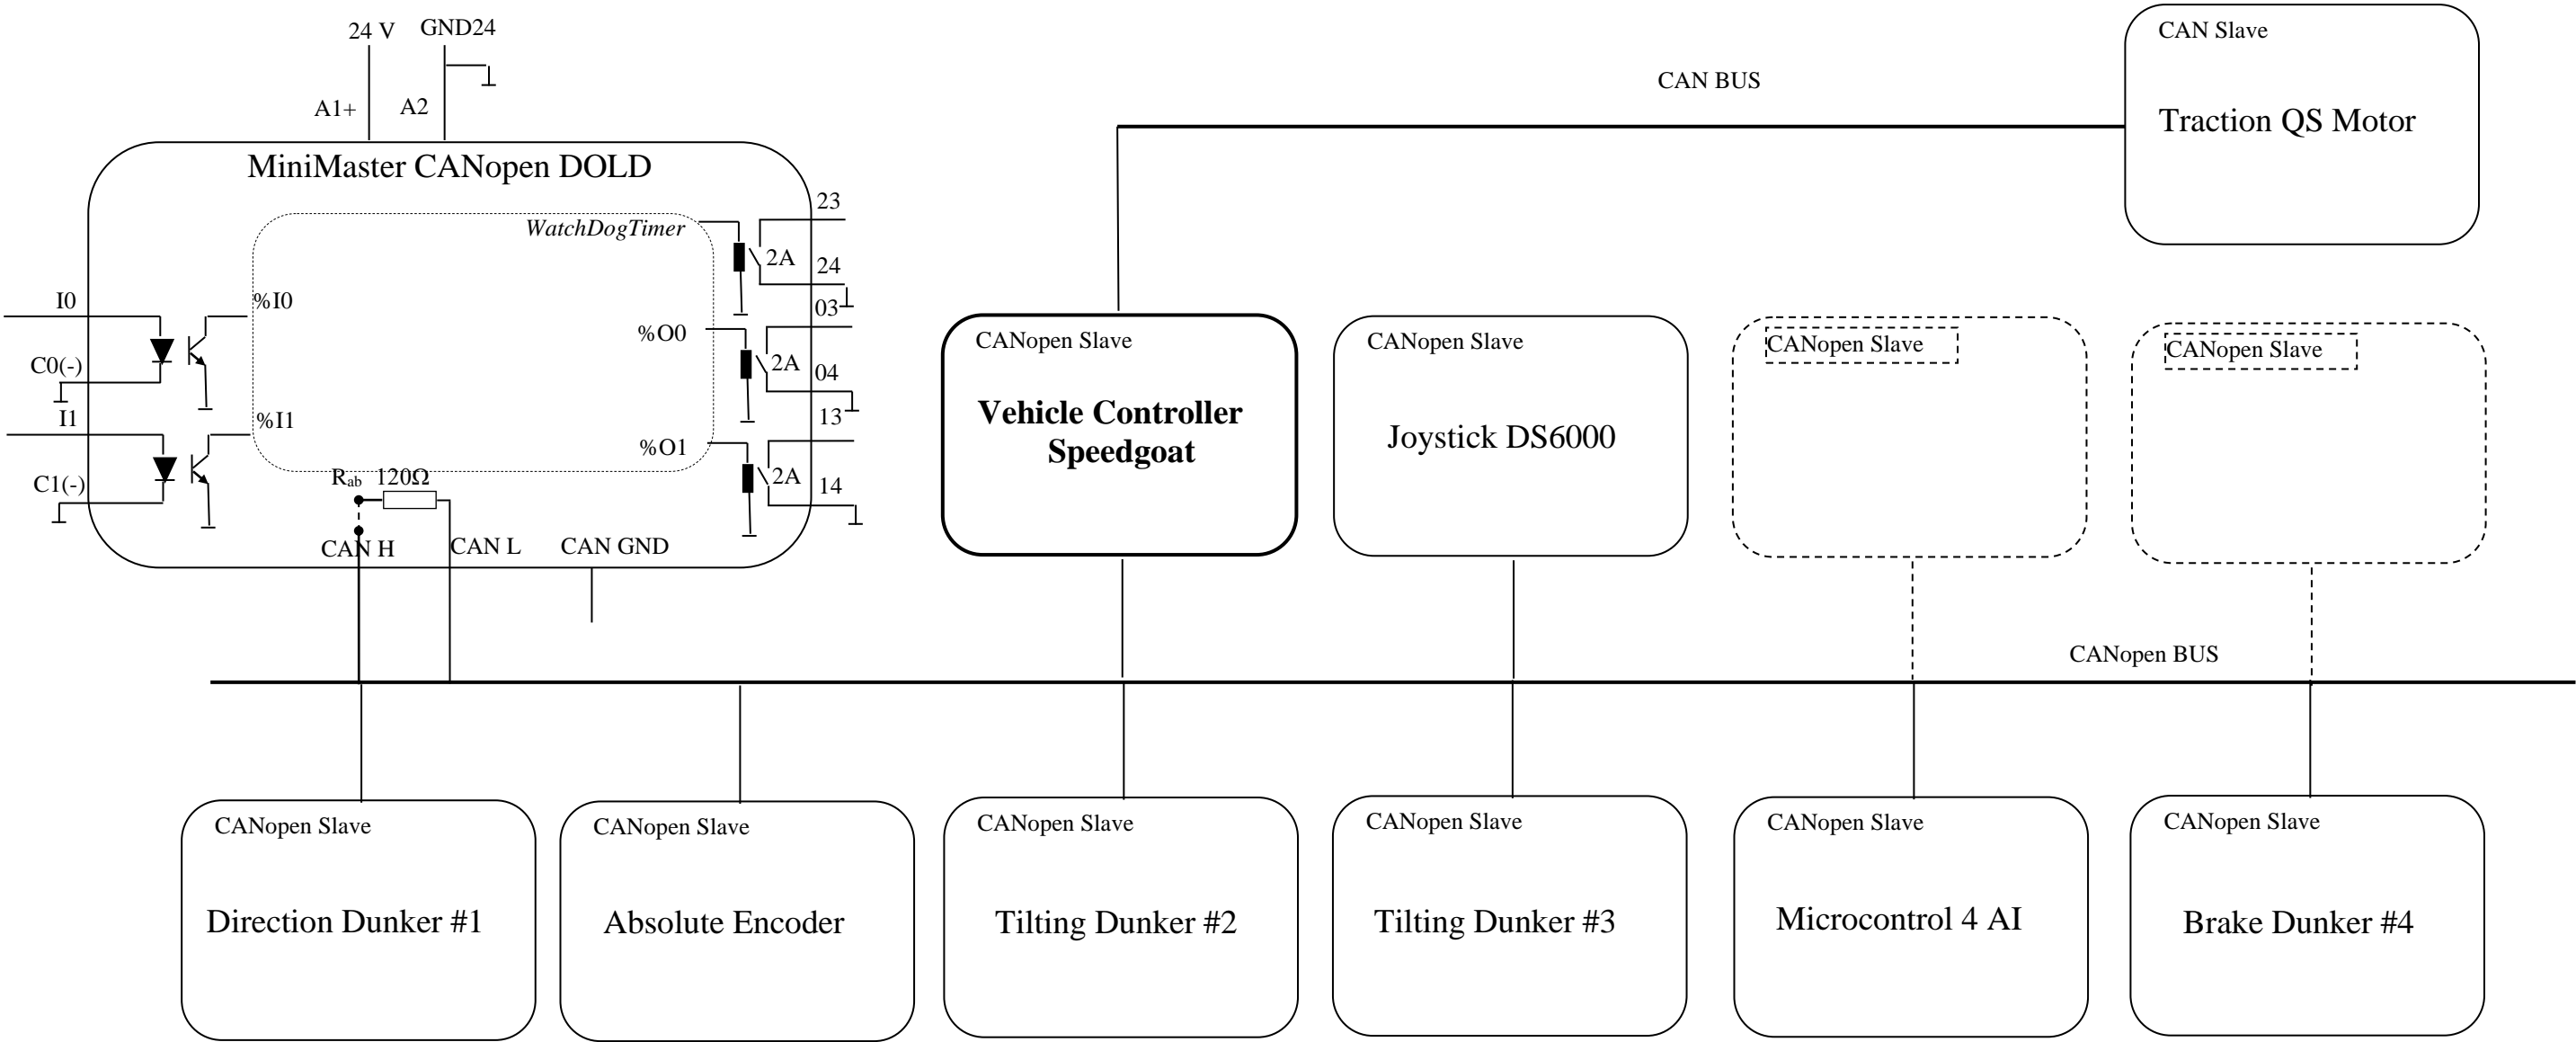 24 V
GND24
A1+
A2
MiniMaster CANopen DOLD
WatchDogTimer
23
2A
24
I0
%I0
03
%O0
2A
04
C0(-)
13
I1
%I1
%O1
2A
14
C1(-)
Rab 120Ω
CAN H
CAN L
CAN GND
CAN BUS
CAN Slave
Traction QS Motor
CANopen Slave
Vehicle Controller
Speedgoat
CANopen Slave
Joystick DS6000
CANopen Slave
CANopen Slave
CANopen BUS
CANopen Slave
Direction Dunker #1
CANopen Slave
Absolute Encoder
CANopen Slave
Tilting Dunker #2
CANopen Slave
Tilting Dunker #3
CANopen Slave
Microcontrol 4 AI
CANopen Slave
Brake Dunker #4